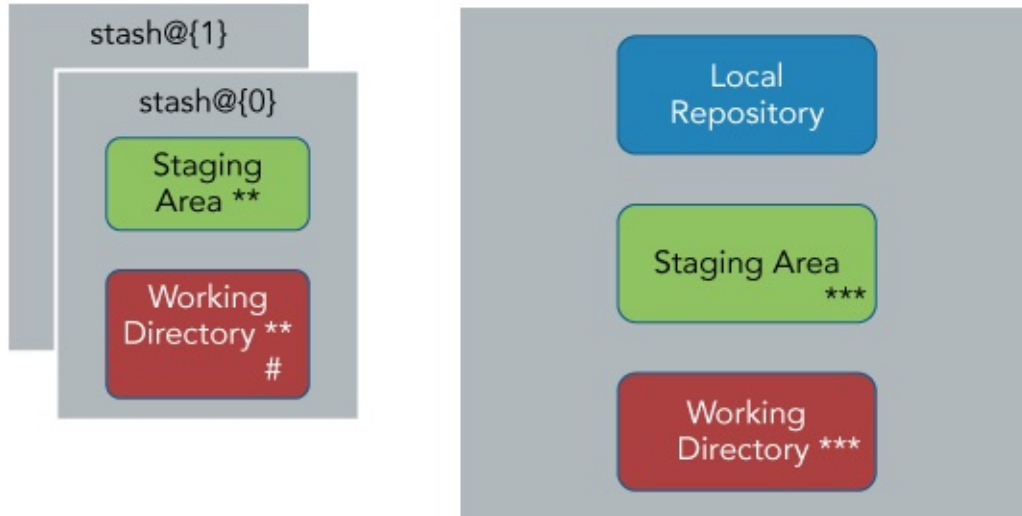 stash@{1}
stash@{0}
Staging
Area **
Working
Directory **
#
Local
Repository
Staging Area
***
Working
Directory ***